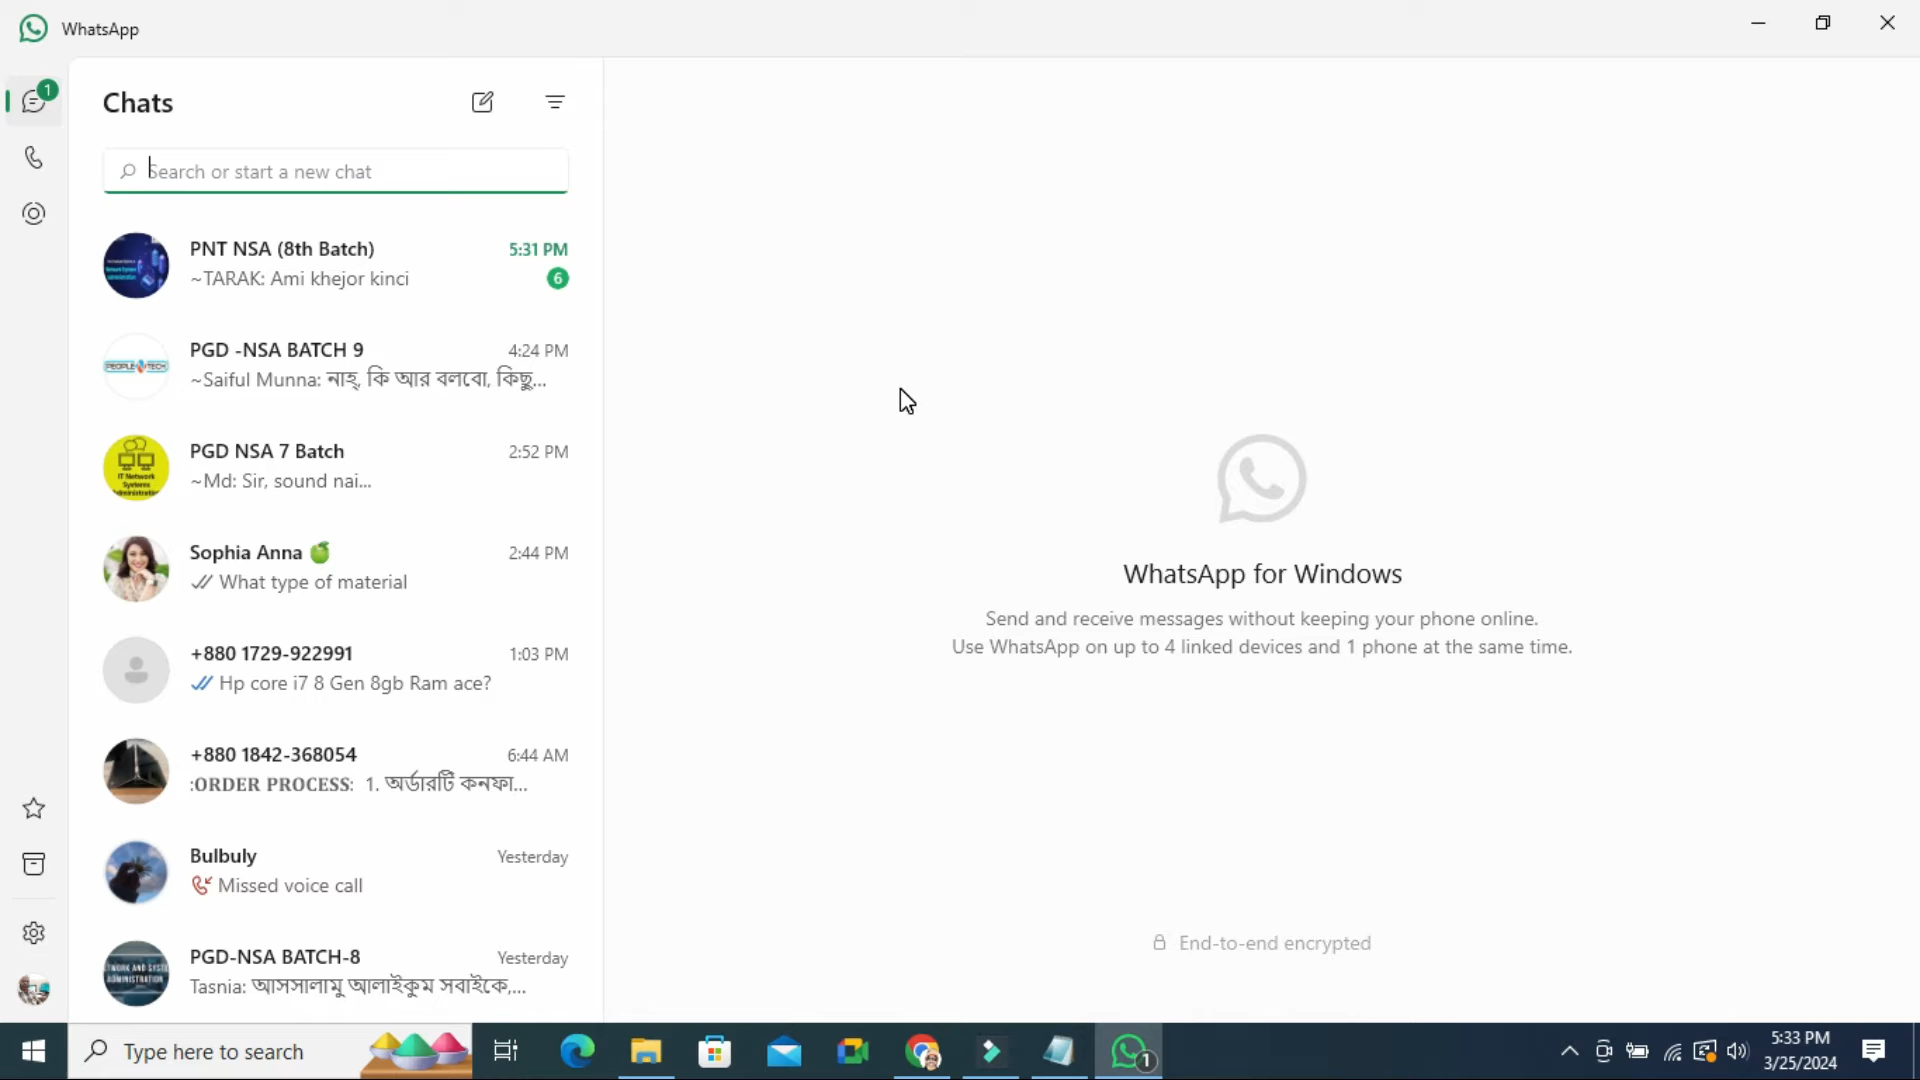 WhatsApp
1
Chats
Search or start a new chat
PNT NSA (8th Batch)
5:31 PM
~TARAK: Ami khejor kinci
6
PEOPLE N TECH
PGD -NSA BATCH 9
4:24 PM
~Saiful Munna: নাহ্, কি আর বলবো, কিছু...
IT Network
Systems
PGD NSA 7 Batch
2:52 PM
~Md: Sir, sound nai...
Sophia Anna 🍏
2:44 PM
What type of material
+880 1729-922991
1:03 PM
Hp core i7 8 Gen 8gb Ram ace?
+880 1842-368054
6:44 AM
:ORDER PROCESS: 1. অর্ডারটি কনফা...
Bulbuly
Yesterday
Missed voice call
PGD-NSA BATCH-8
Yesterday
Tasnia: আসসালামু আলাইকুম সবাইকে,...
WhatsApp for Windows
Send and receive messages without keeping your phone online.
Use WhatsApp on up to 4 linked devices and 1 phone at the same time.
End-to-end encrypted
Type here to search
1
5:33 PM
3/25/2024